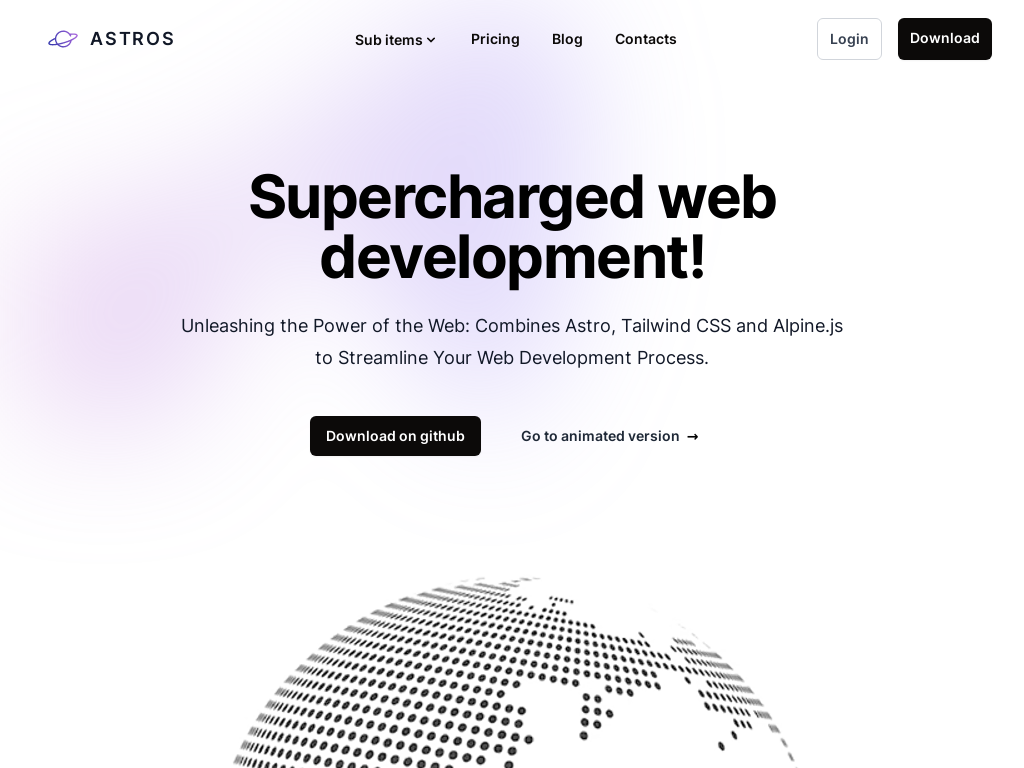 ASTROS
Sub items
Pricing
Blog
Contacts
Login
Download
Supercharged web
development!
Unleashing the Power of the Web: Combines Astro, Tailwind CSS and Alpine.js
to Streamline Your Web Development Process.
Download on github
Go to animated version →